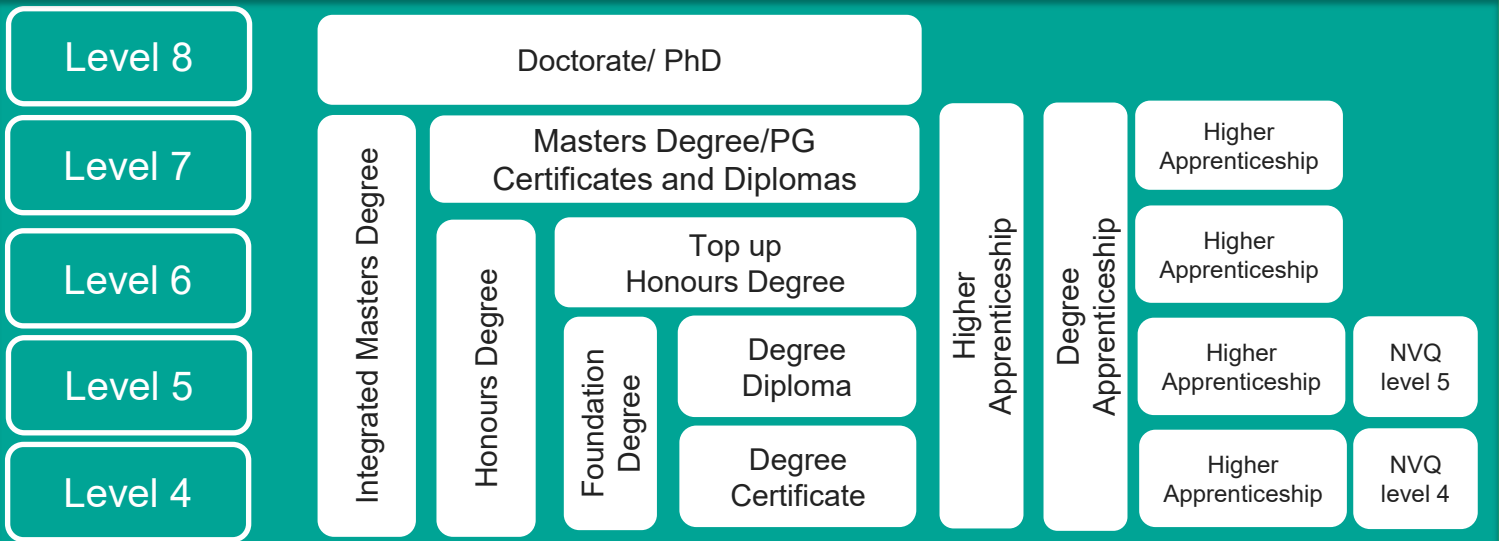 Level 8
Doctorate/ PhD
Level 7
Integrated Masters Degree
Masters Degree/PG
Certificates and Diplomas
Higher
Apprenticeship
Degree
Apprenticeship
Higher
Apprenticeship
Level 6
Honours Degree
Top up
Honours Degree
Higher
Apprenticeship
Level 5
Foundation
Degree
Degree
Diploma
Higher
Apprenticeship
NVQ
level 5
Level 4
Degree
Certificate
Higher
Apprenticeship
NVQ
level 4